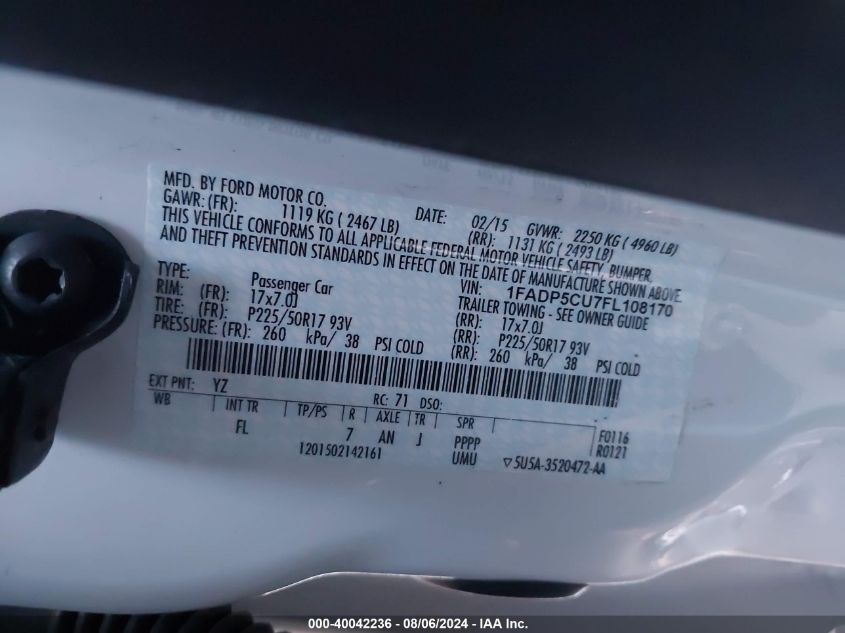 MFD. BY FORD MOTOR CO.
DATE: 02/15 GVWR: 2250 KG ( 4960 LB)
GAWR: (FR): 1119 KG ( 2467 LB) (RR): 1131 KG ( 2493 LB)
THIS VEHICLE CONFORMS TO ALL APPLICABLE FEDERAL MOTOR VEHICLE SAFETY, BUMPER,
AND THEFT PREVENTION STANDARDS IN EFFECT ON THE DATE OF MANUFACTURE SHOWN ABOVE.
TYPE: Passenger Car VIN: 1FADP5CU7FL108170
TRAILER TOWING - SEE OWNER GUIDE
RIM: (FR): 17x7.0J (RR): 17x7.0J
TIRE: (FR): P225/50R17 93V (RR): P225/50R17 93V
PRESSURE: (FR): 260 kPa/ 38 PSI COLD (RR): 260 kPa/ 38 PSI COLD
EXT PNT: YZ RC: 71 DSO:
WB INT TR TP/PS R AXLE TR SPR F0116
FL 7 AN J PPPP R0121
1201502142161 UMU ▽5U5A-3520472-AA
000-40042236 - 08/06/2024 - IAA Inc.